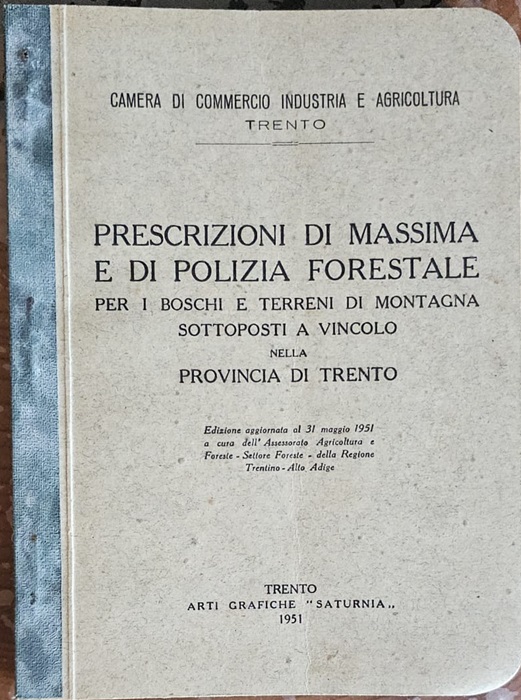 CAMERA DI COMMERCIO INDUSTRIA E AGRICOLTURA
TRENTO
PRESCRIZIONI DI MASSIMA
E DI POLIZIA FORESTALE
PER I BOSCHI E TERRENI DI MONTAGNA
SOTTOPOSTI A VINCOLO
NELLA
PROVINCIA DI TRENTO
Edizione aggiornata al 31 maggio 1951
a cura dell' Assessorato Agricoltura e
Foreste - Settore Foreste - della Regione
Trentino - Alto Adige
TRENTO
ARTI GRAFICHE "SATURNIA„
1951